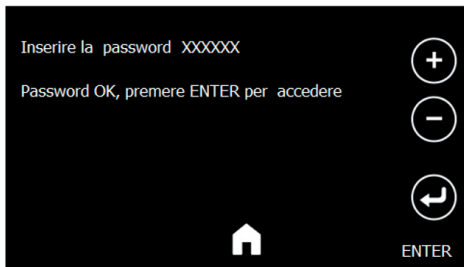 Inserire la password XXXXXX
Password OK, premere ENTER per accedere
ENTER